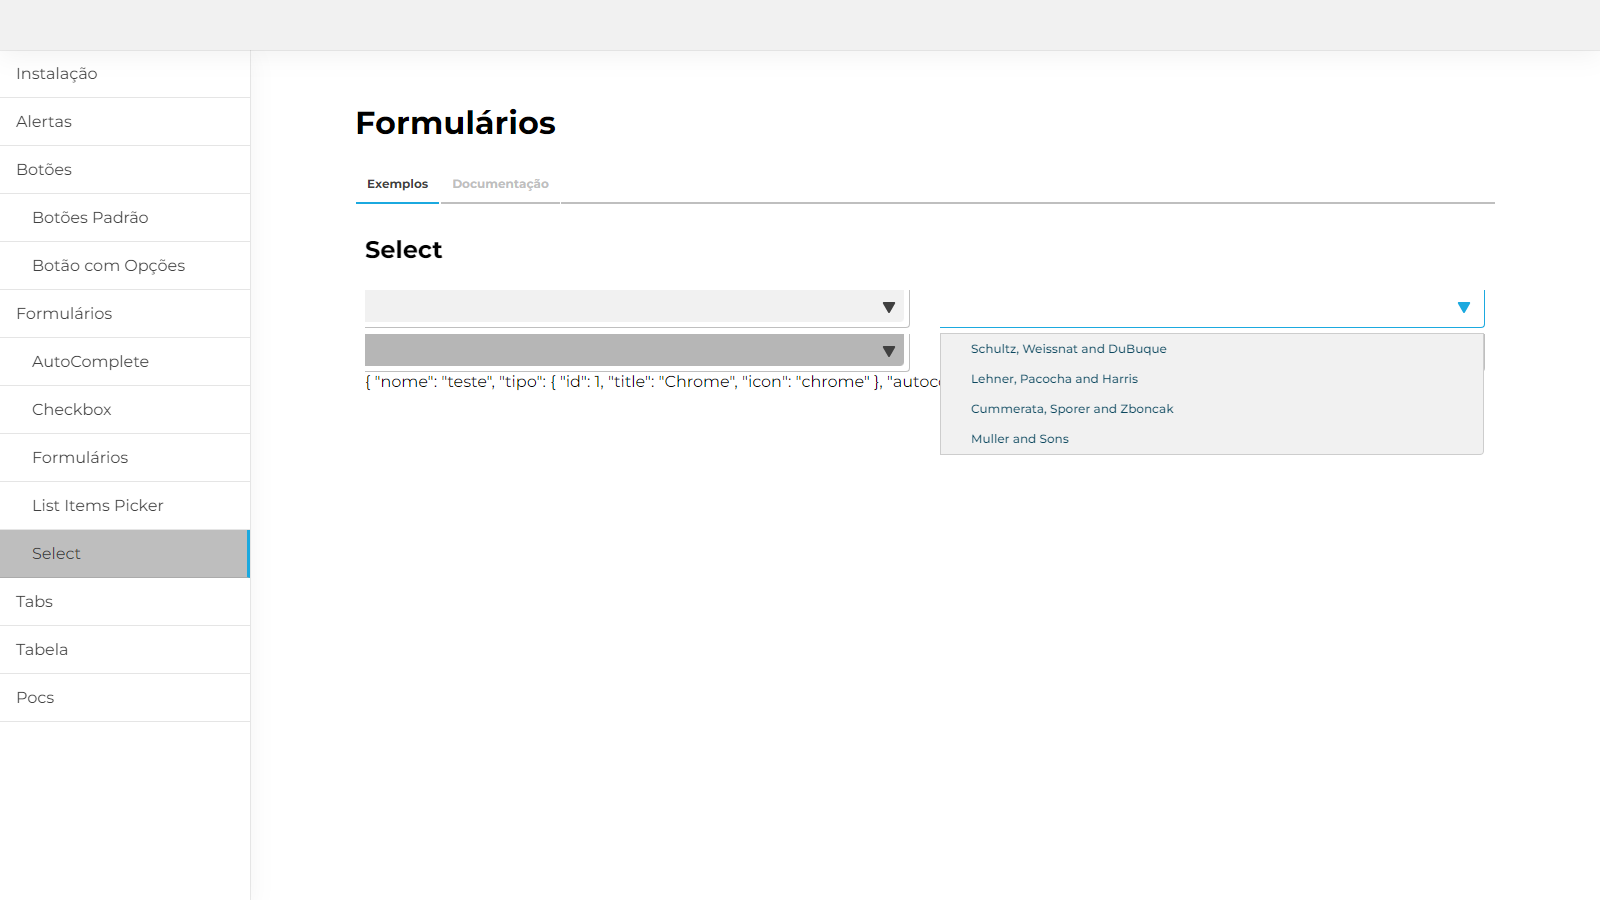 Instalação
Alertas
Botões
Botões Padrão
Botão com Opções
Formulários
AutoComplete
Checkbox
Formulários
List Items Picker
Select
Tabs
Tabela
Pocs
Formulários
Exemplos Documentação
Select
{ "nome": "teste", "tipo": { "id": 1, "title": "Chrome", "icon": "chrome" },
Schultz, Weissnat and DuBuque
Lehner, Pacocha and Harris
Cummerata, Sporer and Zboncak
Muller and Sons